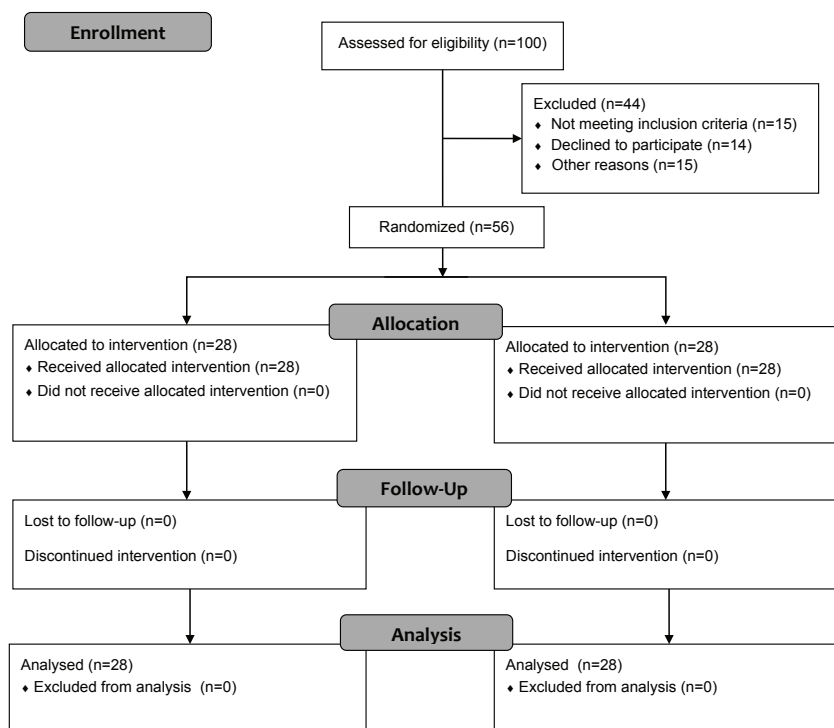 Enrollment
Assessed for eligibility (n=100)
Excluded (n=44)
♦ Not meeting inclusion criteria (n=15)
♦ Declined to participate (n=14)
♦ Other reasons (n=15)
Randomized (n=56)
Allocation
Allocated to intervention (n=28)
♦ Received allocated intervention (n=28)
♦ Did not receive allocated intervention (n=0)
Allocated to intervention (n=28)
♦ Received allocated intervention (n=28)
♦ Did not receive allocated intervention (n=0)
Follow-Up
Lost to follow-up (n=0)
Discontinued intervention (n=0)
Lost to follow-up (n=0)
Discontinued intervention (n=0)
Analysis
Analysed (n=28)
♦ Excluded from analysis (n=0)
Analysed (n=28)
♦ Excluded from analysis (n=0)